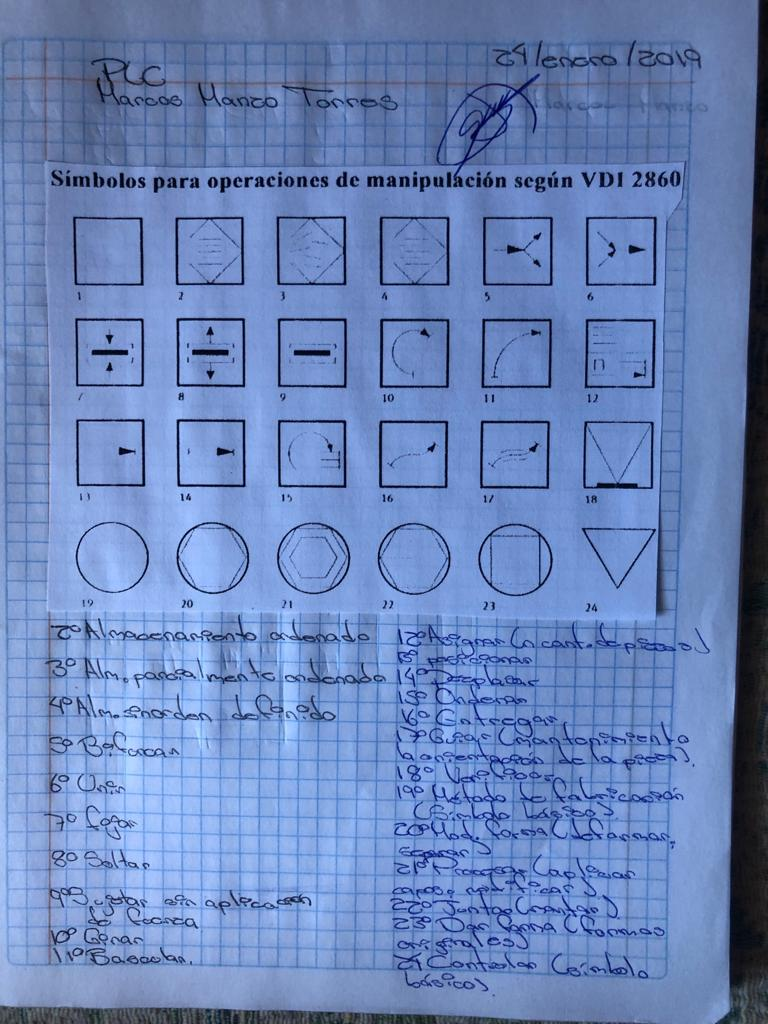 24/enero/2019
PLC
Marcos Manzo Torres
Símbolos para operaciones de manipulación según VDI 2860
1 2 3 4 5 6
7 8 9 10 11 12
13 14 15 16 17 18
19 20 21 22 23 24
2º Almacenamiento ordenado
3º Alm. parcialmente ordenado
4º Alm. sin orden definido
5º Bifurcar
6º Unir
7º Coger
8º Soltar
9º Sujetar sin aplicación
de fuerza
10º Girar
11º Bascular.
12º Asignar (n cant. de piezas)
13º posicionar
14º Desplazar
15º Ordenar
16º Entregar
17º Guiar (mantenimiento
la orientación de la pieza).
18º Verificar
19º Método de fabricación
(Símbolo básico).
20º Mod. forma (deformar,
separar)
21º (aplicar
capas,
22º Juntar (montar)
23º Dar forma (formas
originales)
24 Controlar (símbolo
básico).